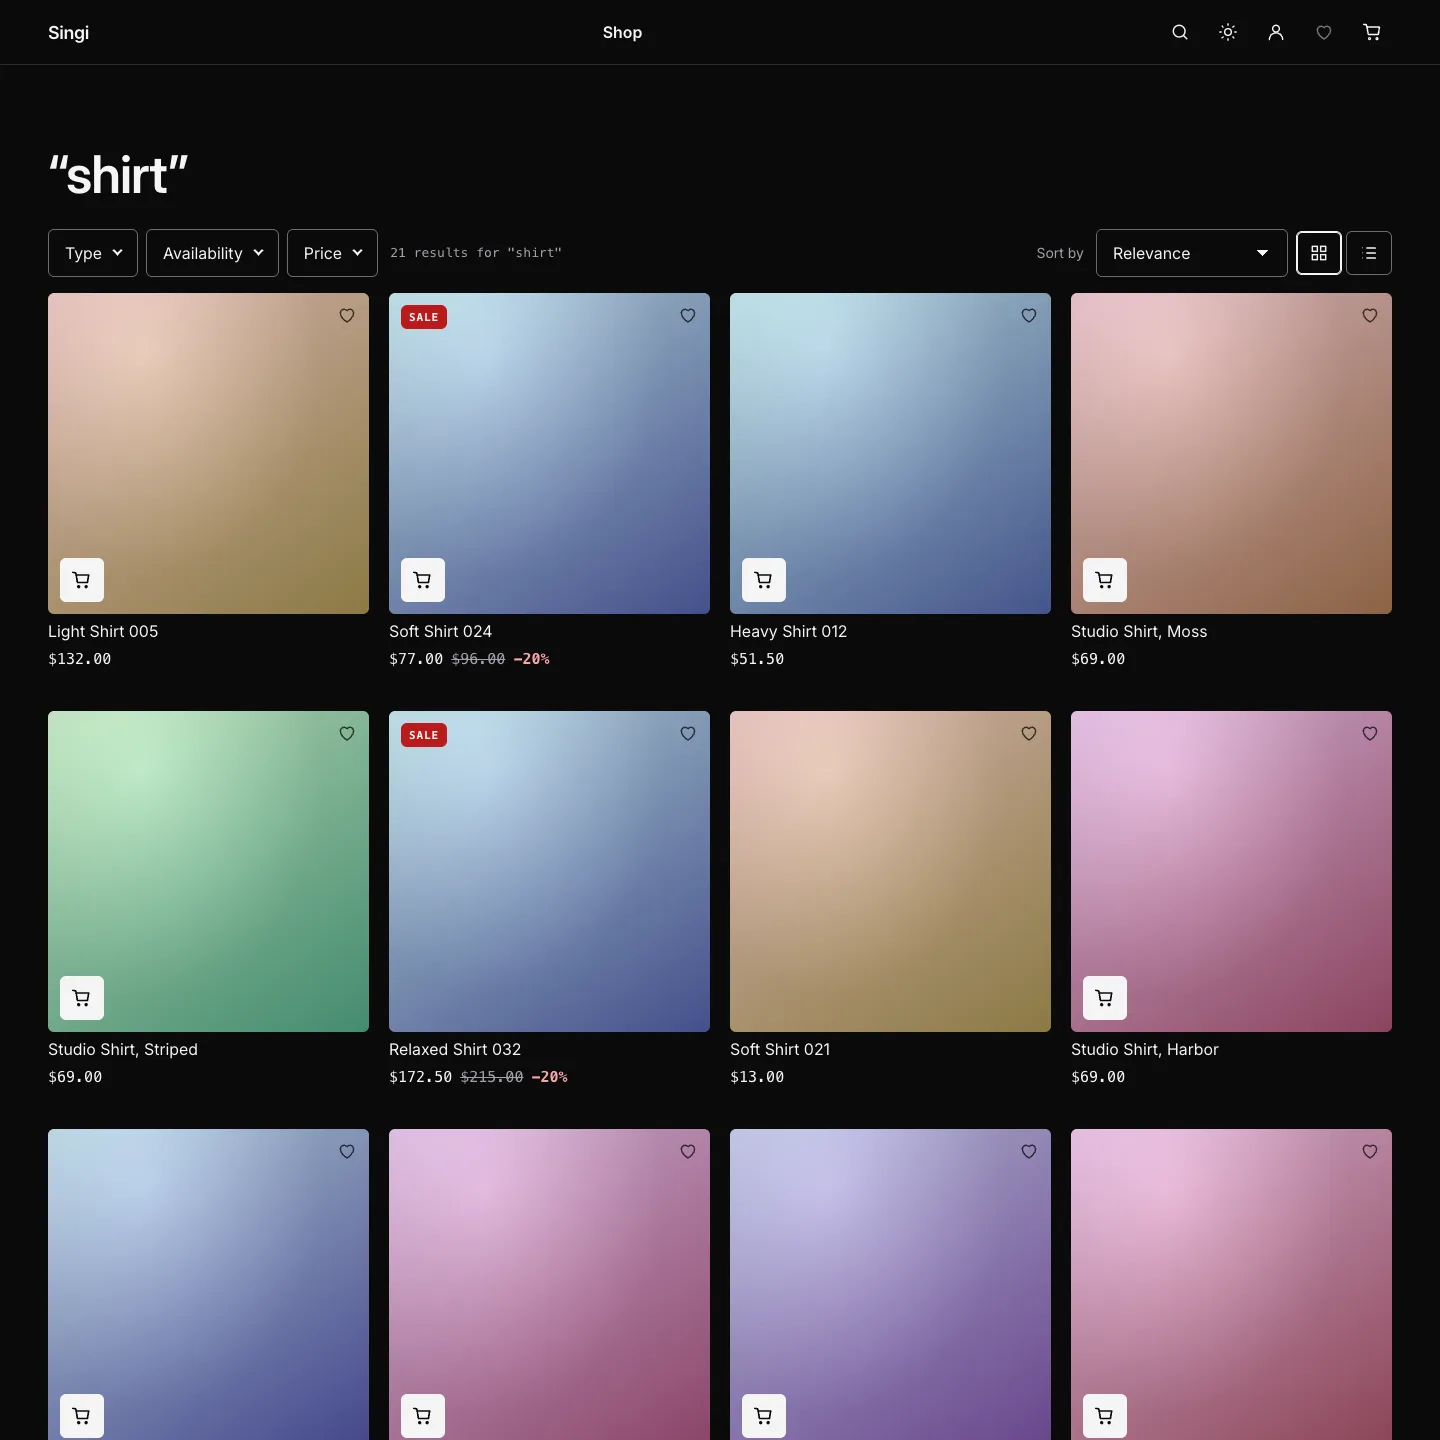 Singi
Shop
“shirt”
Type
Availability
Price
21 results for "shirt"
Sort by
Relevance
Light Shirt 005
$132.00
SALE
Soft Shirt 024
$77.00 $96.00 −20%
Heavy Shirt 012
$51.50
Studio Shirt, Moss
$69.00
Studio Shirt, Striped
$69.00
SALE
Relaxed Shirt 032
$172.50 $215.00 −20%
Soft Shirt 021
$13.00
Studio Shirt, Harbor
$69.00